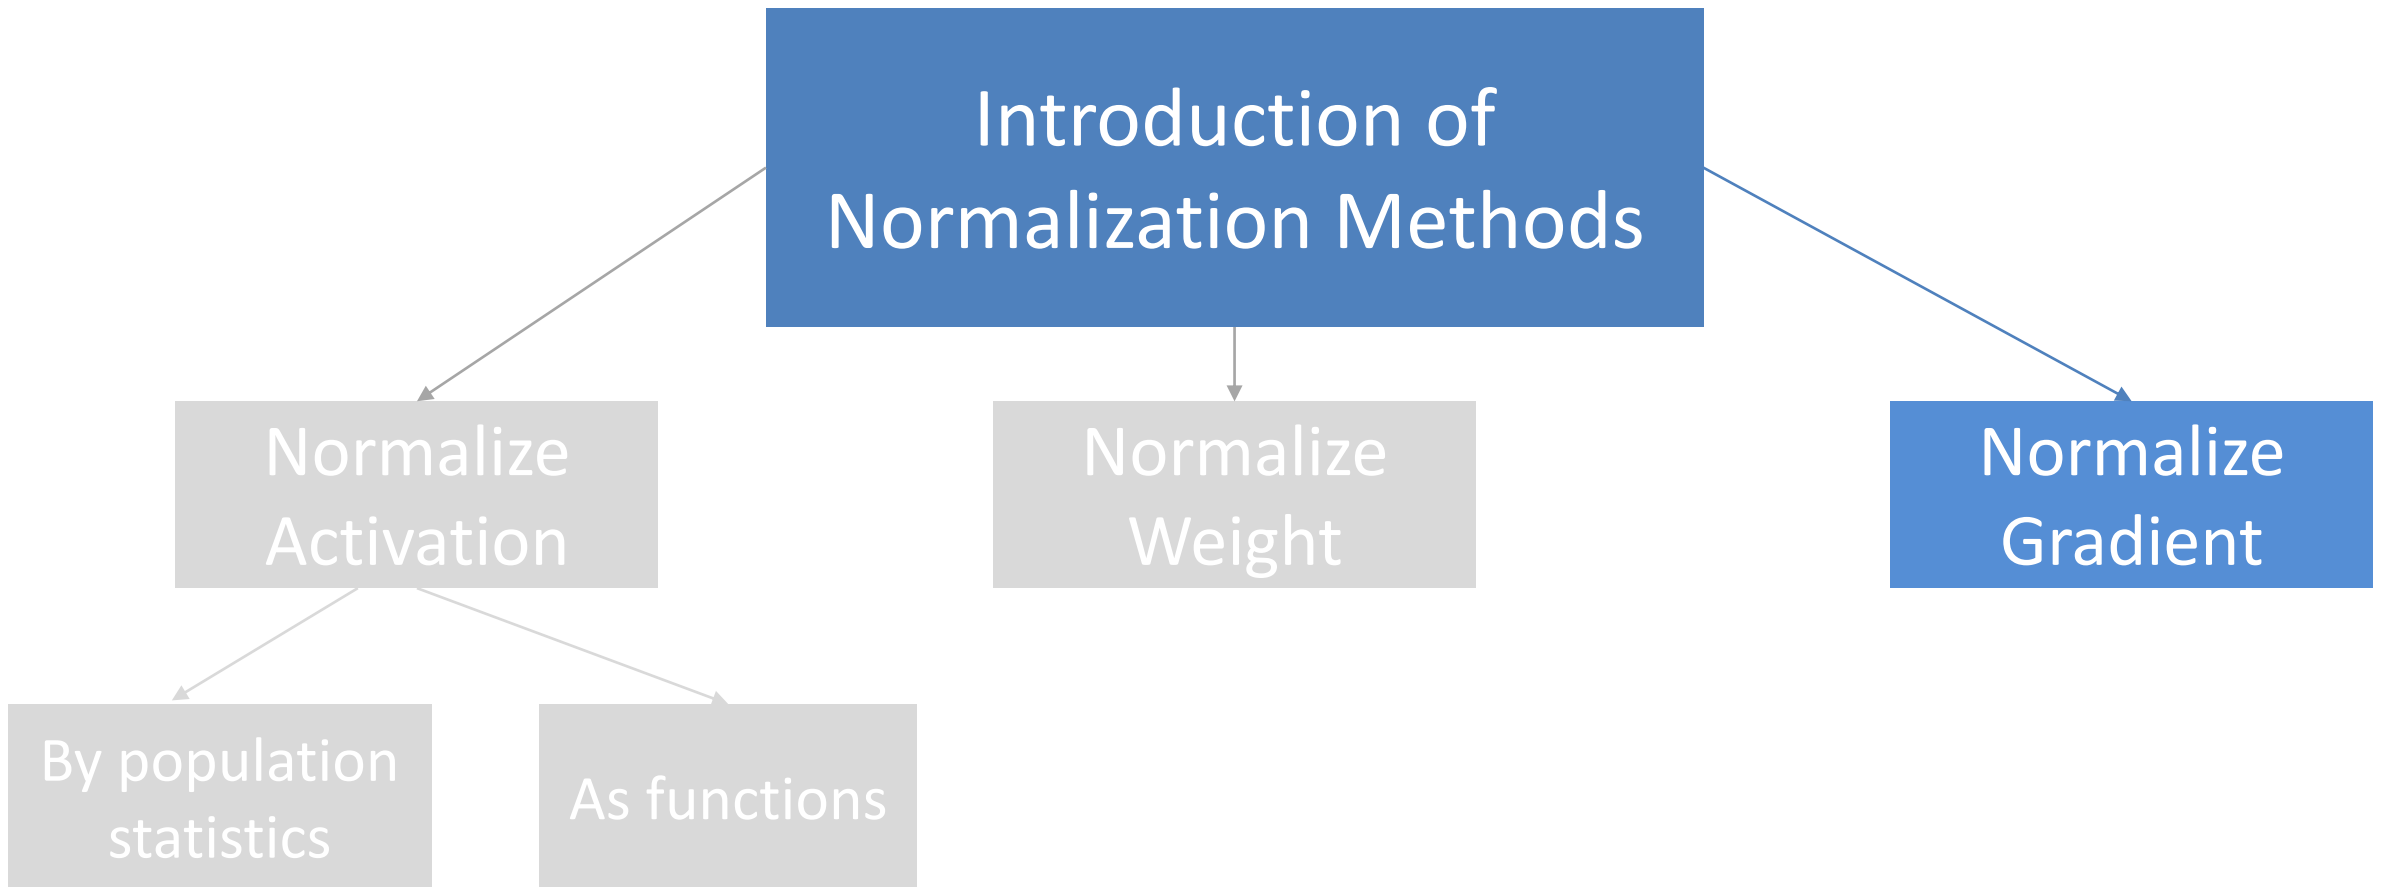 Introduction of
Normalization Methods
Normalize
Activation
Normalize
Weight
Normalize
Gradient
By population
statistics
As functions